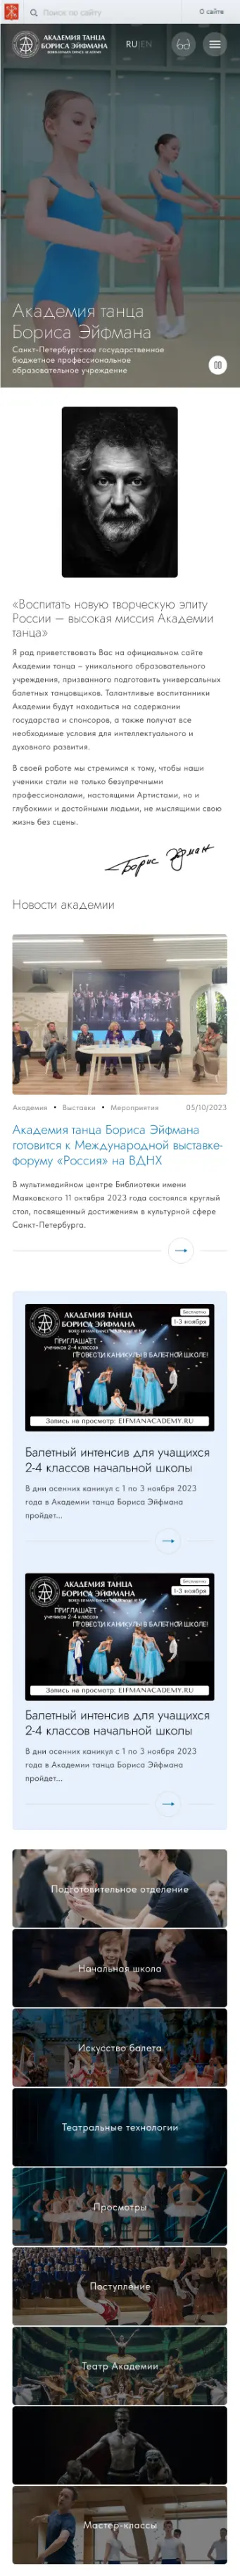 Поиск по сайту
О сайте
АКАДЕМИЯ ТАНЦА
БОРИСА ЭЙФМАНА
RU|EN
Академия танца
Бориса Эйфмана
Санкт-Петербургское государственное
бюджетное профессиональное
образовательное учреждение
«Воспитать новую творческую элиту
России – высокая миссия Академии
танца»
Я рад приветствовать Вас на официальном сайте
Академии танца – уникального образовательного
учреждения, призванного подготовить универсальных
балетных танцовщиков. Талантливые воспитанники
Академии будут находиться на содержании
государства и спонсоров, а также получат все
необходимые условия для интеллектуального и
духовного развития.
В своей работе мы стремимся к тому, чтобы наши
ученики стали не только безупречными
профессионалами, настоящими Артистами, но и
глубокими и достойными людьми, не мыслящими свою
жизнь без сцены.
Борис Эйфман
Новости академии
Академия • Выставки • Мероприятия 05/10/2023
Академия танца Бориса Эйфмана
готовится к Международной выставке-
форуму «Россия» на ВДНХ
В мультимедийном центре Библиотеки имени
Маяковского 11 октября 2023 года состоялся круглый
стол, посвященный достижениям в культурной сфере
Санкт-Петербурга.
АКАДЕМИЯ ТАНЦА
БОРИСА ЭЙФМАНА
Бесплатно
1-3 ноября
ПРИГЛАШАЕТ
учеников 2-4 классов
ПРОВЕСТИ КАНИКУЛЫ В БАЛЕТНОЙ ШКОЛЕ!
Запись на просмотр: EIFMANACADEMY.RU
Балетный интенсив для учащихся
2-4 классов начальной школы
В дни осенних каникул с 1 по 3 ноября 2023
года в Академии танца Бориса Эйфмана
пройдет...
АКАДЕМИЯ ТАНЦА
БОРИСА ЭЙФМАНА
Бесплатно
1-3 ноября
ПРИГЛАШАЕТ
учеников 2-4 классов
ПРОВЕСТИ КАНИКУЛЫ В БАЛЕТНОЙ ШКОЛЕ!
Запись на просмотр: EIFMANACADEMY.RU
Балетный интенсив для учащихся
2-4 классов начальной школы
В дни осенних каникул с 1 по 3 ноября 2023
года в Академии танца Бориса Эйфмана
пройдет...
Подготовительное отделение
Начальная школа
Искусство балета
Театральные технологии
Просмотры
Поступление
Театр Академии
Мастер-классы